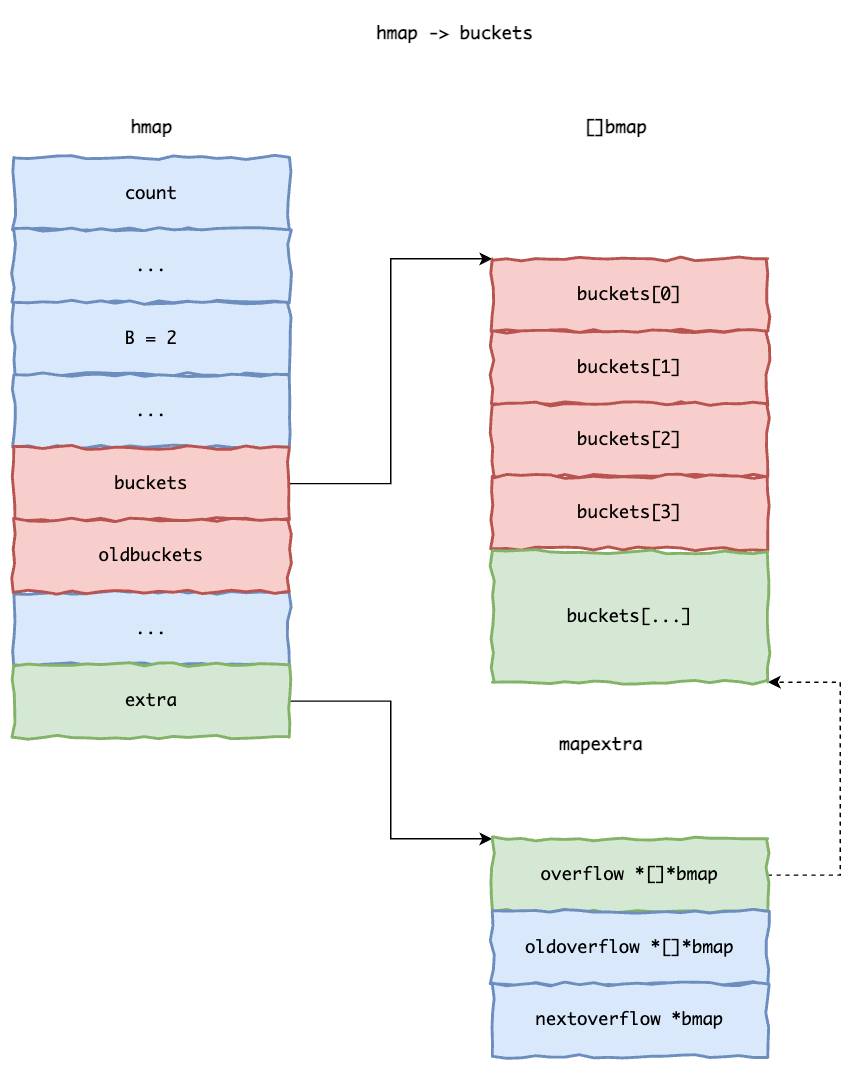 hmap -> buckets
hmap
count
...
B = 2
...
buckets
oldbuckets
...
extra
[]bmap
buckets[0]
buckets[1]
buckets[2]
buckets[3]
buckets[...]
mapextra
overflow *[]*bmap
oldoverflow *[]*bmap
nextoverflow *bmap